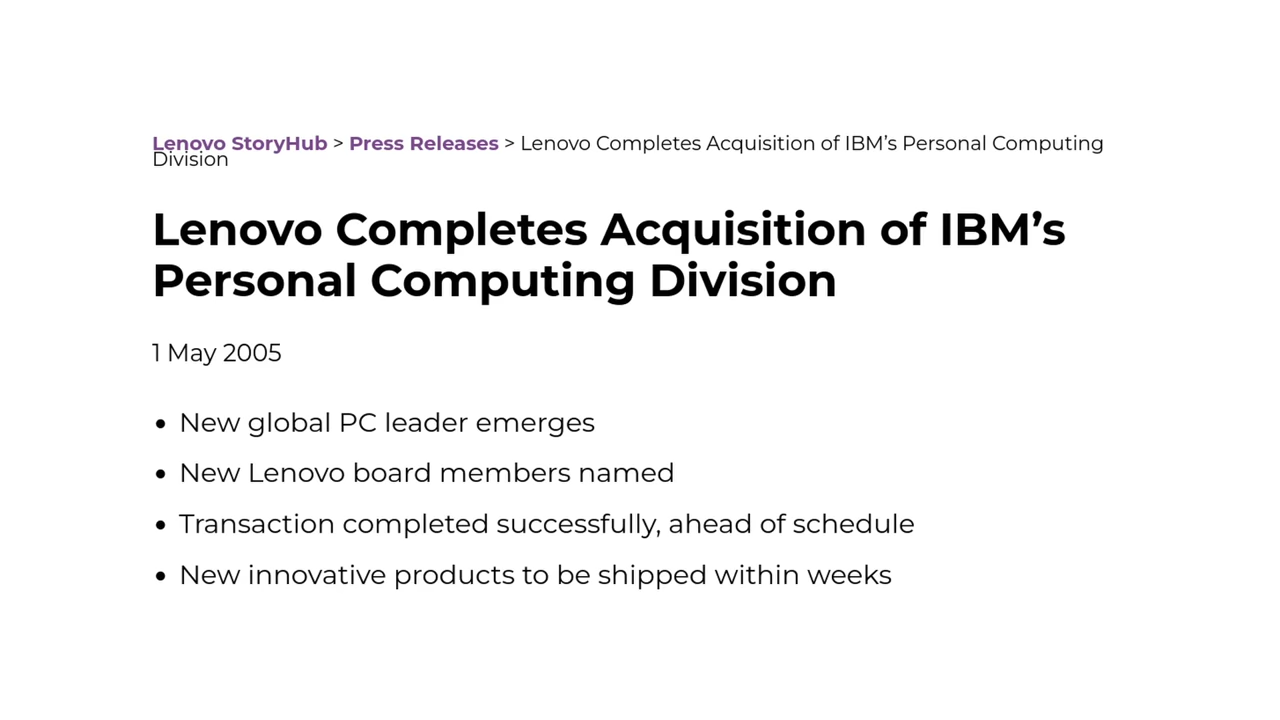 Lenovo StoryHub > Press Releases > Lenovo Completes Acquisition of IBM’s Personal Computing
Division
Lenovo Completes Acquisition of IBM’s
Personal Computing Division
1 May 2005
• New global PC leader emerges
• New Lenovo board members named
• Transaction completed successfully, ahead of schedule
• New innovative products to be shipped within weeks